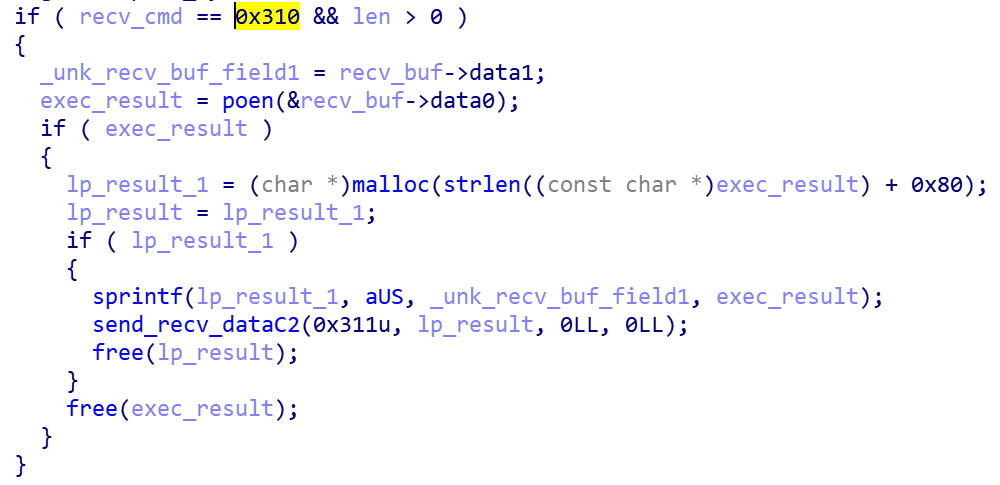 if ( recv_cmd == 0x310 && len > 0 )
{
_unk_recv_buf_field1 = recv_buf->data1;
exec_result = poen(&recv_buf->data0);
if ( exec_result )
{
lp_result_1 = (char *)malloc(strlen((const char *)exec_result) + 0x80);
lp_result = lp_result_1;
if ( lp_result_1 )
{
sprintf(lp_result_1, aUS, _unk_recv_buf_field1, exec_result);
send_recv_dataC2(0x311u, lp_result, 0LL, 0LL);
free(lp_result);
}
free(exec_result);
}
}